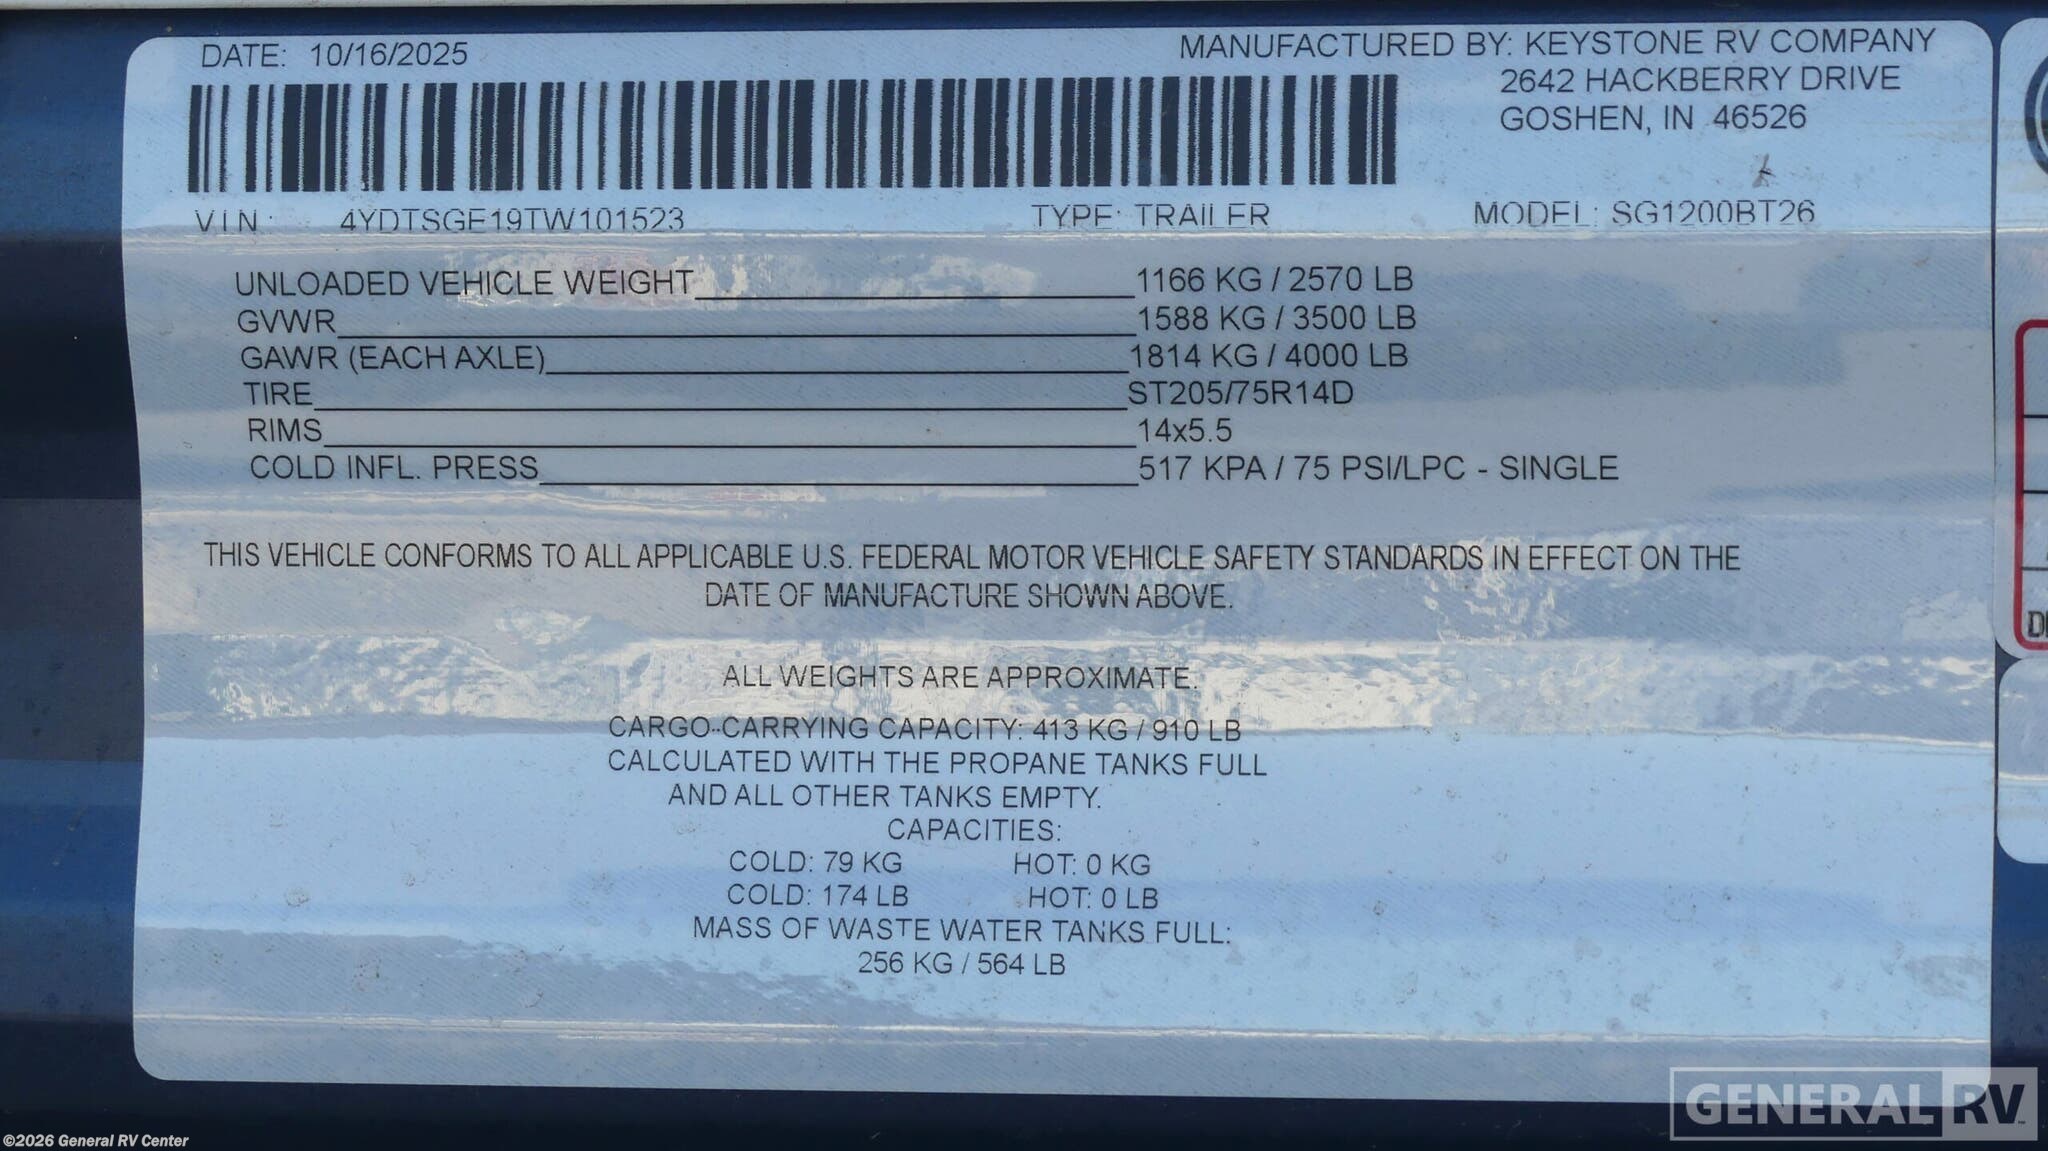 DATE: 10/16/2025
MANUFACTURED BY: KEYSTONE RV COMPANY
2642 HACKBERRY DRIVE
GOSHEN, IN 46526
V.I.N.: 4YDTSGE19TW101523 TYPE: TRAILER MODEL: SG1200BT26
UNLOADED VEHICLE WEIGHT 1166 KG / 2570 LB
GVWR 1588 KG / 3500 LB
GAWR (EACH AXLE) 1814 KG / 4000 LB
TIRE ST205/75R14D
RIMS 14x5.5
COLD INFL. PRESS 517 KPA / 75 PSI/LPC - SINGLE
THIS VEHICLE CONFORMS TO ALL APPLICABLE U.S. FEDERAL MOTOR VEHICLE SAFETY STANDARDS IN EFFECT ON THE
DATE OF MANUFACTURE SHOWN ABOVE.
ALL WEIGHTS ARE APPROXIMATE.
CARGO-CARRYING CAPACITY: 413 KG / 910 LB
CALCULATED WITH THE PROPANE TANKS FULL
AND ALL OTHER TANKS EMPTY.
CAPACITIES:
COLD: 79 KG HOT: 0 KG
COLD: 174 LB HOT: 0 LB
MASS OF WASTE WATER TANKS FULL:
256 KG / 564 LB
GENERAL RV
©2026 General RV Center